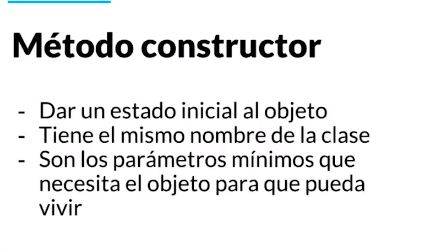 Método constructor
- Dar un estado inicial al objeto
- Tiene el mismo nombre de la clase
- Son los parámetros mínimos que
necesita el objeto para que pueda
vivir